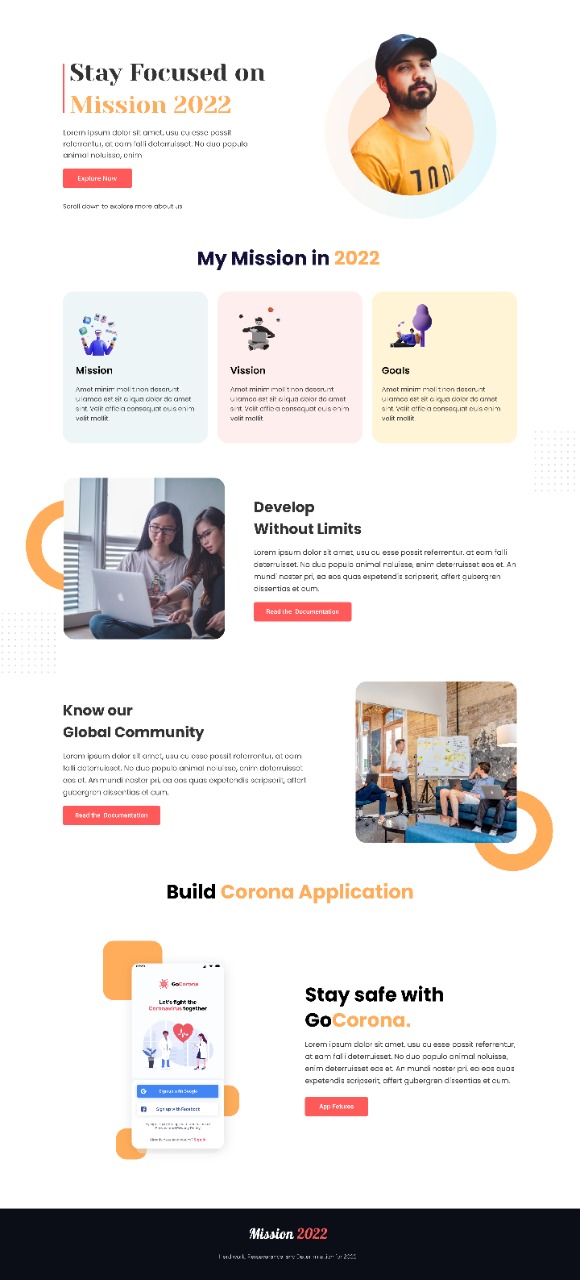 Stay Focused on
Mission 2022
Lorem ipsum dolor sit amet, usu cu esse possit
referrentur, at eam falli deterruisset. No duo populo
animal noluisse, enim
Explore Now
Scroll down to explore more about us
My Mission in 2022
Mission
Amet minim mollit non deserunt
ullamco est sit aliqua dolor do amet
sint. Velit officia consequat duis enim
velit mollit.
Vission
Amet minim mollit non deserunt
ullamco est sit aliqua dolor do amet
sint. Velit officia consequat duis enim
velit mollit.
Goals
Amet minim mollit non deserunt
ullamco est sit aliqua dolor do amet
sint. Velit officia consequat duis enim
velit mollit.
Develop
Without Limits
Lorem ipsum dolor sit amet, usu cu esse possit referrentur, at eam falli
deterruisset. No duo populo animal noluisse, enim deterruisset eos et. An
mundi noster pri, ea eos quas expetendis scripserit, affert gubergren
dissentias et cum.
Read the Documentation
Know our
Global Community
Lorem ipsum dolor sit amet, usu cu esse possit referrentur, at eam
falli deterruisset. No duo populo animal noluisse, enim deterruisset
eos et. An mundi noster pri, ea eos quas expetendis scripserit, affert
gubergren dissentias et cum.
Read the Documentation
Build Corona Application
GoCorona
Let's fight the
Coronavirus together
Sign up with Google
Sign up with Facebook
Sign In
Stay safe with
GoCorona.
Lorem ipsum dolor sit amet, usu cu esse possit referrentur,
at eam falli deterruisset. No duo populo animal noluisse,
enim deterruisset eos et. An mundi noster pri, ea eos quas
expetendis scripserit, affert gubergren dissentias et cum.
App Fetures
Mission 2022
Hardwork, Perseverance and Determination for 2022